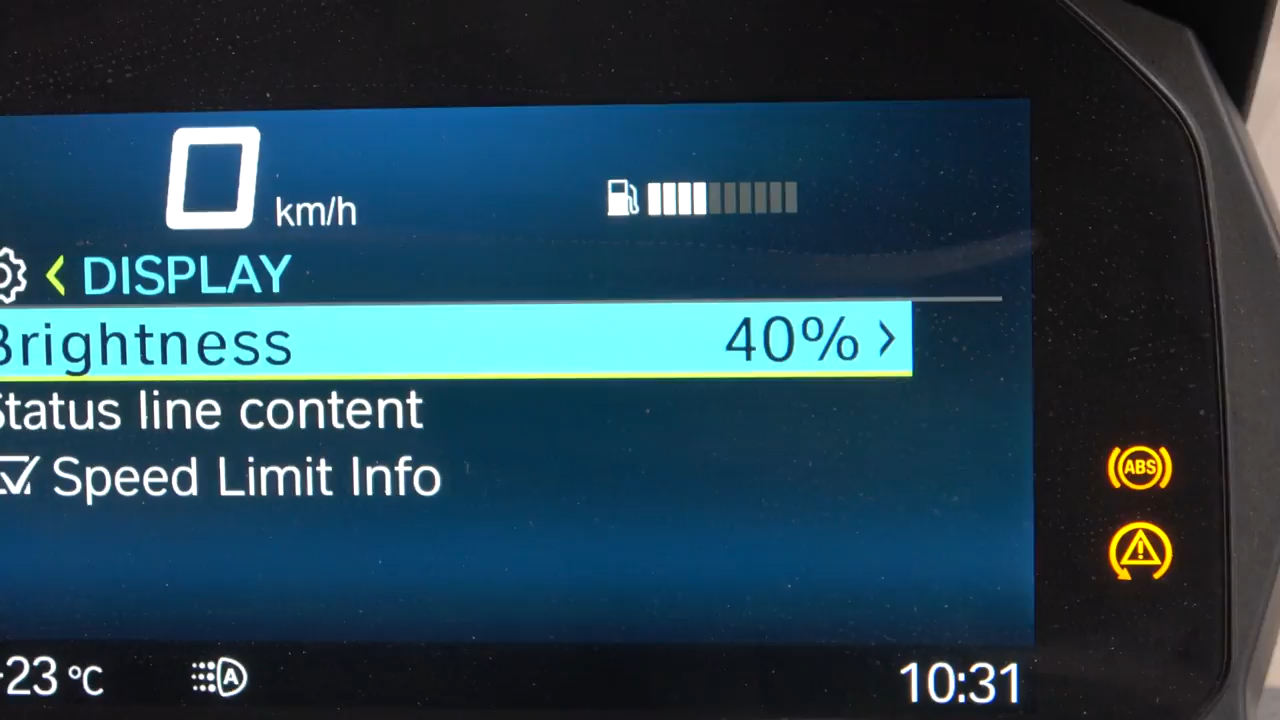 0 km/h
< DISPLAY
Brightness 40% >
Status line content
Speed Limit Info
ABS
23 °C A 10:31